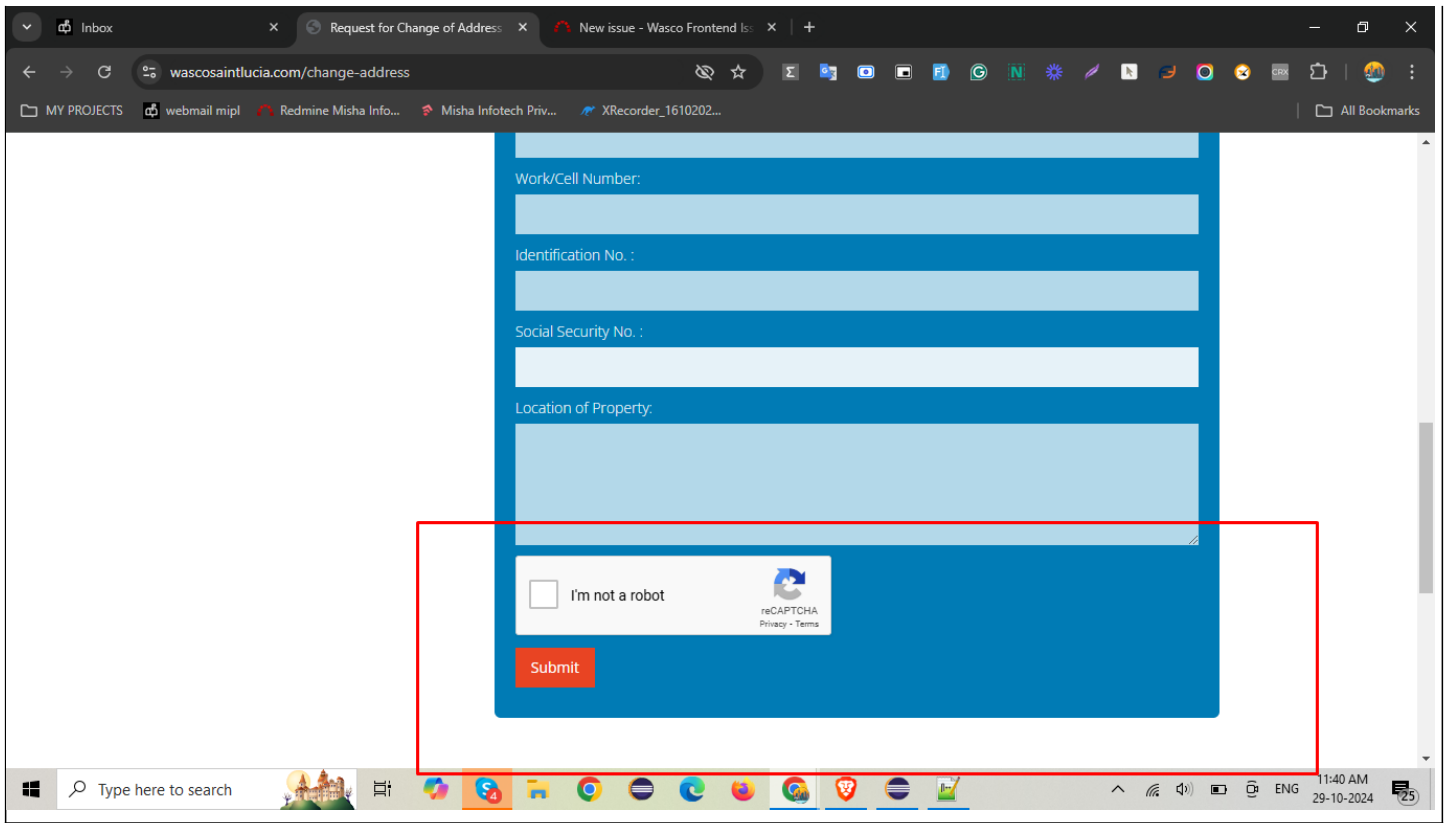 Inbox
Request for Change of Address
New issue - Wasco Frontend Iss
wascosaintlucia.com/change-address
MY PROJECTS
webmail mipl
Redmine Misha Info...
Misha Infotech Priv...
XRecorder_1610202...
All Bookmarks
Work/Cell Number:
Identification No. :
Social Security No. :
Location of Property:
I'm not a robot
reCAPTCHA
Privacy - Terms
Submit
Type here to search
4
ENG
11:40 AM
29-10-2024
25